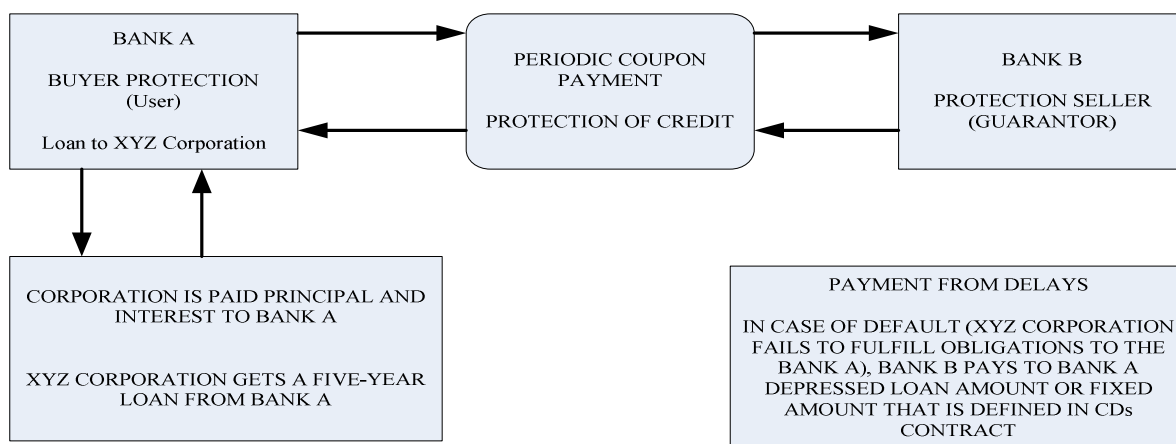 BANK A
BUYER PROTECTION
(User)
Loan to XYZ Corporation
PERIODIC COUPON
PAYMENT
PROTECTION OF CREDIT
BANK B
PROTECTION SELLER
(GUARANTOR)
CORPORATION IS PAID PRINCIPAL AND
INTEREST TO BANK A
XYZ CORPORATION GETS A FIVE-YEAR
LOAN FROM BANK A
PAYMENT FROM DELAYS
IN CASE OF DEFAULT (XYZ CORPORATION
FAILS TO FULFILL OBLIGATIONS TO THE
BANK A), BANK B PAYS TO BANK A
DEPRESSED LOAN AMOUNT OR FIXED
AMOUNT THAT IS DEFINED IN CDs
CONTRACT